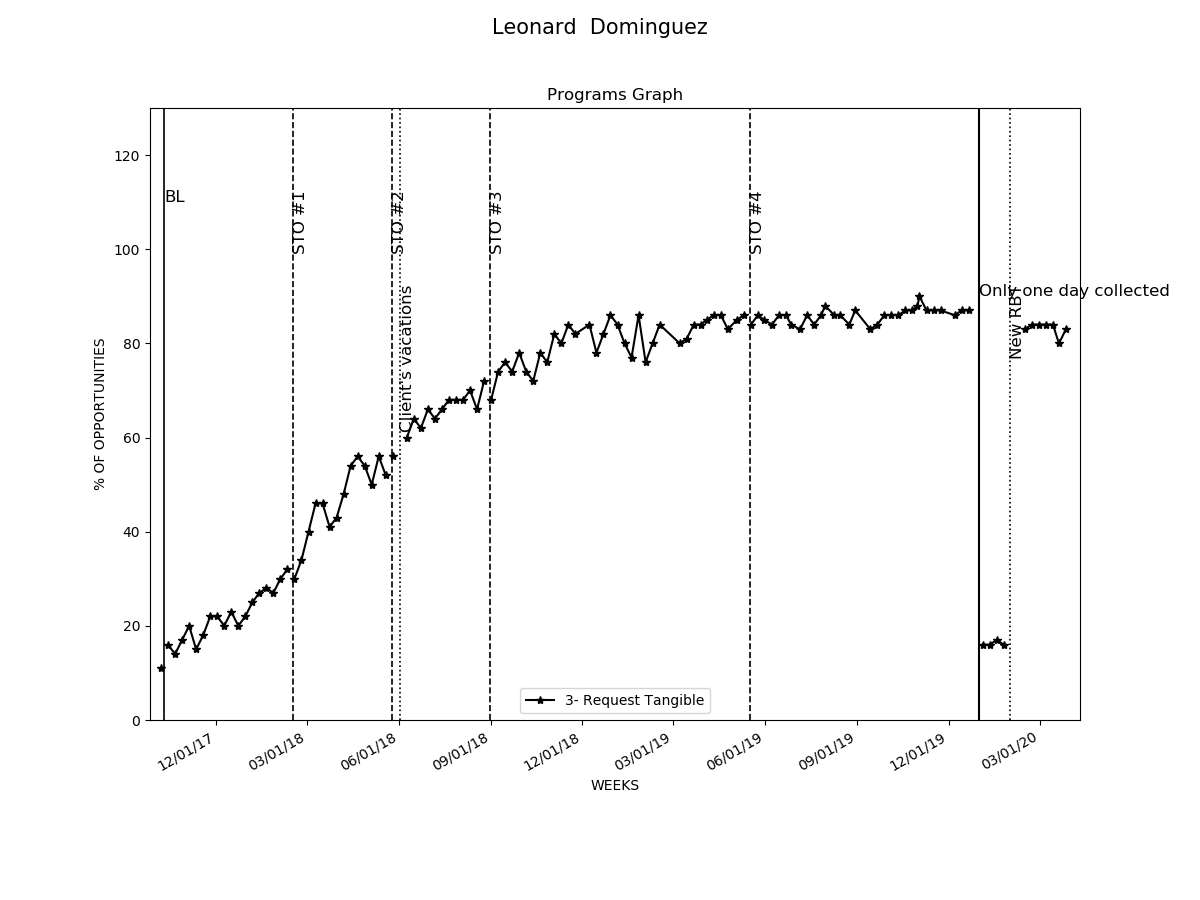 Leonard  Dominguez
Programs Graph
120
100
80
60
40
20
0
% OF OPPORTUNITIES
BL
STO #1
STO #2
Client's vacations
STO #3
STO #4
Only one day collected
New RBT
3- Request Tangible
12/01/17
03/01/18
06/01/18
09/01/18
12/01/18
03/01/19
06/01/19
09/01/19
12/01/19
03/01/20
WEEKS